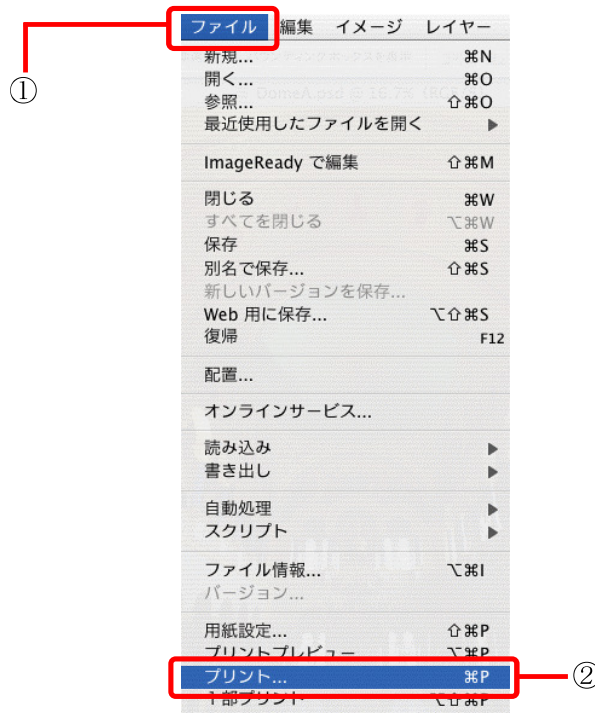 ファイル 編集 イメージ レイヤー
①
新規... ⌘N
開く... ⌘O
参照... ⇧⌘O
最近使用したファイルを開く ▶
ImageReady で編集 ⇧⌘M
閉じる ⌘W
すべてを閉じる ⌥⌘W
保存 ⌘S
別名で保存... ⇧⌘S
新しいバージョンを保存...
Web 用に保存... ⌥⇧⌘S
復帰 F12
配置...
オンラインサービス...
読み込み ▶
書き出し ▶
自動処理 ▶
スクリプト ▶
ファイル情報... ⌥⌘I
バージョン...
用紙設定... ⇧⌘P
プリントプレビュー ⌥⌘P
プリント... ⌘P
②
1 部プリント ⌥⇧⌘P